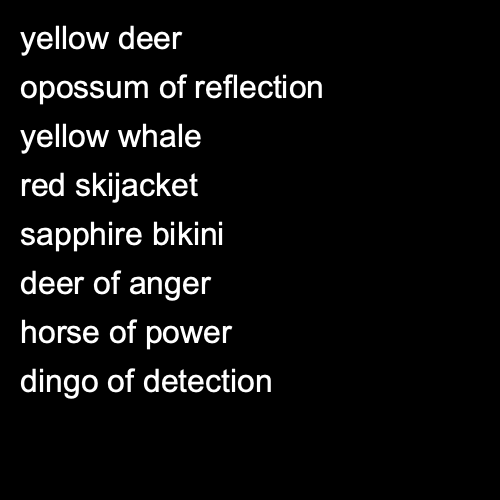 yellow deer
opossum of reflection
yellow whale
red skijacket
sapphire bikini
deer of anger
horse of power
dingo of detection